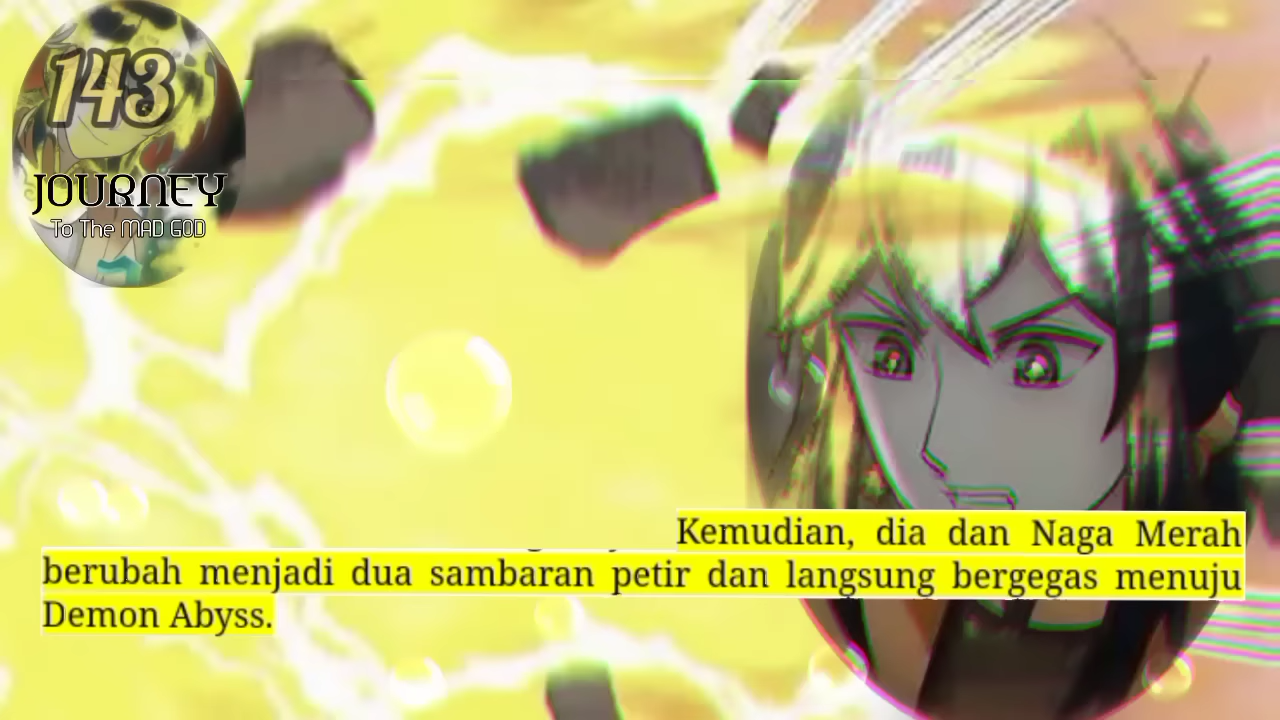 143
JOURNEY
To The MAD GOD
Kemudian, dia dan Naga Merah
berubah menjadi dua sambaran petir dan langsung bergegas menuju
Demon Abyss.